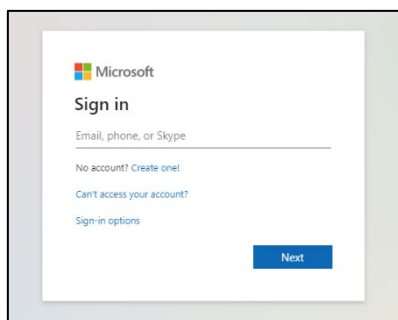 Microsoft
Sign in
Email, phone, or Skype
No account? Create one!
Can't access your account?
Sign-in options
Next